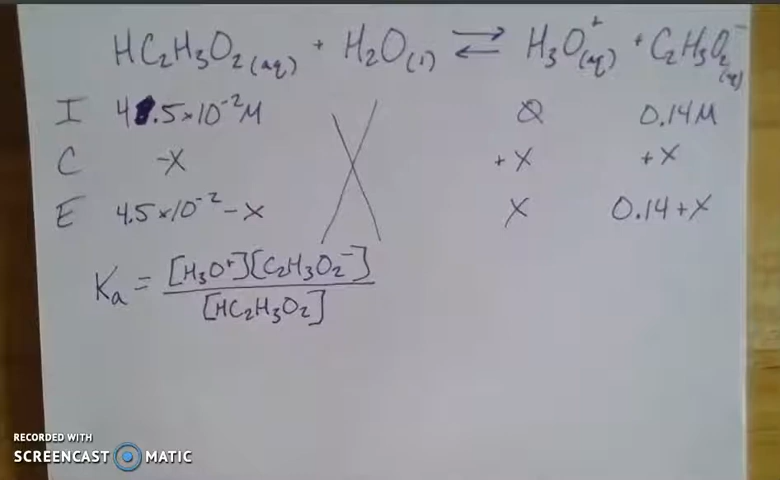 HC₂H₃O₂(aq) + H₂O(l) ⇌ H₃O⁺(aq) + C₂H₃O₂⁻(aq)
I 4.5×10⁻²M 0 0.14M
C -X +X +X
E 4.5×10⁻²-X X 0.14+X
Ka = [H₃O⁺][C₂H₃O₂⁻]
[HC₂H₃O₂]
RECORDED WITH
SCREENCAST MATIC